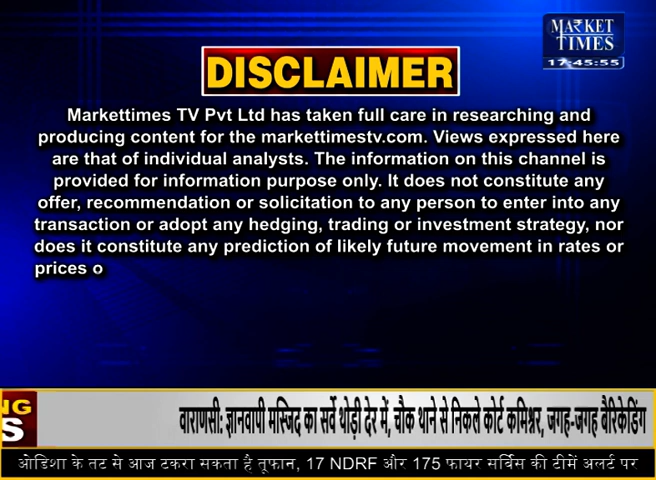 MARKET
TIMES
17:45:55
DISCLAIMER
Markettimes TV Pvt Ltd has taken full care in researching and
producing content for the markettimestv.com. Views expressed here
are that of individual analysts. The information on this channel is
provided for information purpose only. It does not constitute any
offer, recommendation or solicitation to any person to enter into any
transaction or adopt any hedging, trading or investment strategy, nor
does it constitute any prediction of likely future movement in rates or
prices o
NG
S
वाराणसी: ज्ञानवापी मस्जिद का सर्वे थोड़ी देर में, चौक थाने से निकले कोर्ट कमिश्नर, जगह-जगह बैरिकेडिंग
ओडिशा के तट से आज टकरा सकता है तूफान, 17 NDRF और 175 फायर सर्विस की टीमें अलर्ट पर